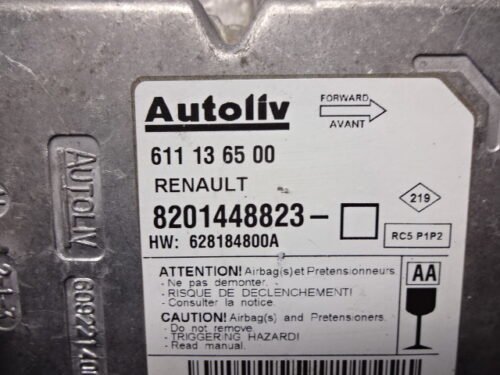 Autoliv
FORWARD
AVANT
611 13 65 00
RENAULT
8201448823-
HW: 628184800A
219
RC5 P1P2
ATTENTION! Airbag(s) et Pretensionneurs
- Ne pas demonter.
- RISQUE DE DECLENCHEMENT!
- Consulter la notice.
AA
CAUTION! Airbag(s) and Pretensioners.
- Do not remove.
- TRIGGERING HAZARD!
- Read manual.
AUTOLIV